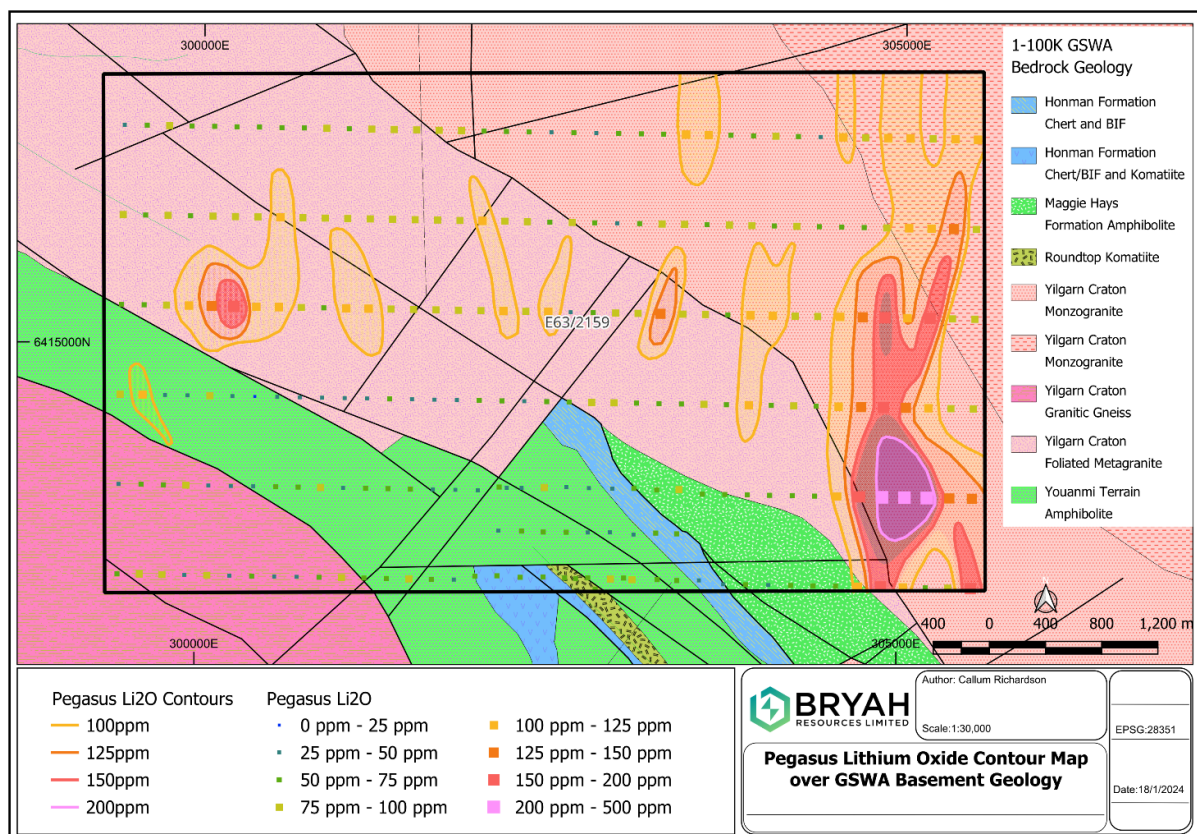 300000E
305000E
1-100K GSWA
Bedrock Geology
Honman Formation
Chert and BIF
Honman Formation
Chert/BIF and Komatiite
Maggie Hays
Formation Amphibolite
Roundtop Komatiite
Yilgarn Craton
Monzogranite
Yilgarn Craton
Monzogranite
Yilgarn Craton
Granitic Gneiss
Yilgarn Craton
Foliated Metagranite
Youanmi Terrain
Amphibolite
E63/2159
6415000N
400 0 400 800 1,200 m
300000E
305000E
Pegasus Li2O Contours
100ppm
125ppm
150ppm
200ppm
Pegasus Li2O
0 ppm - 25 ppm
25 ppm - 50 ppm
50 ppm - 75 ppm
75 ppm - 100 ppm
100 ppm - 125 ppm
125 ppm - 150 ppm
150 ppm - 200 ppm
200 ppm - 500 ppm
BRYAH
RESOURCES LIMITED
Author: Callum Richardson
Scale:1:30,000
EPSG:28351
Pegasus Lithium Oxide Contour Map
over GSWA Basement Geology
Date:18/1/2024